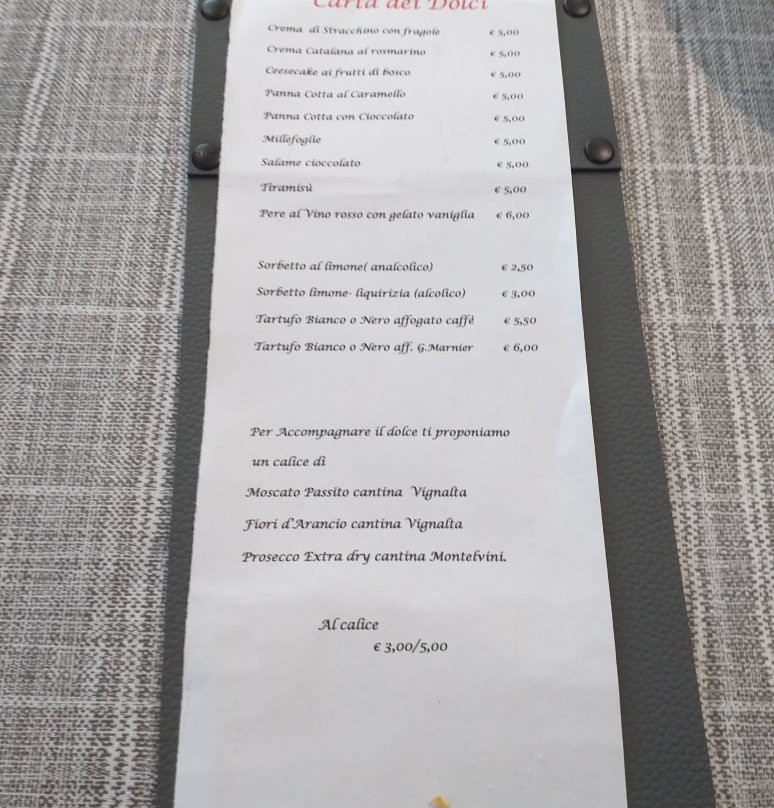 Carta dei Dolci
Crema di Stracchino con fragole € 5,00
Crema Catalana al rosmarino € 5,00
Ceesecake ai frutti di bosco € 5,00
Panna Cotta al Caramello € 5,00
Panna Cotta con Cioccolato € 5,00
Millefoglie € 5,00
Salame cioccolato € 5,00
Tiramisù € 5,00
Pere al Vino rosso con gelato vaniglia € 6,00
Sorbetto al limone( analcolico) € 2,50
Sorbetto limone- liquirizia (alcolico) € 3,00
Tartufo Bianco o Nero affogato caffè € 5,50
Tartufo Bianco o Nero aff. G.Marnier € 6,00
Per Accompagnare il dolce ti proponiamo
un calice di
Moscato Passito cantina Vignalta
Fiori d'Arancio cantina Vignalta
Prosecco Extra dry cantina Montelvini.
Al calice
€ 3,00/5,00